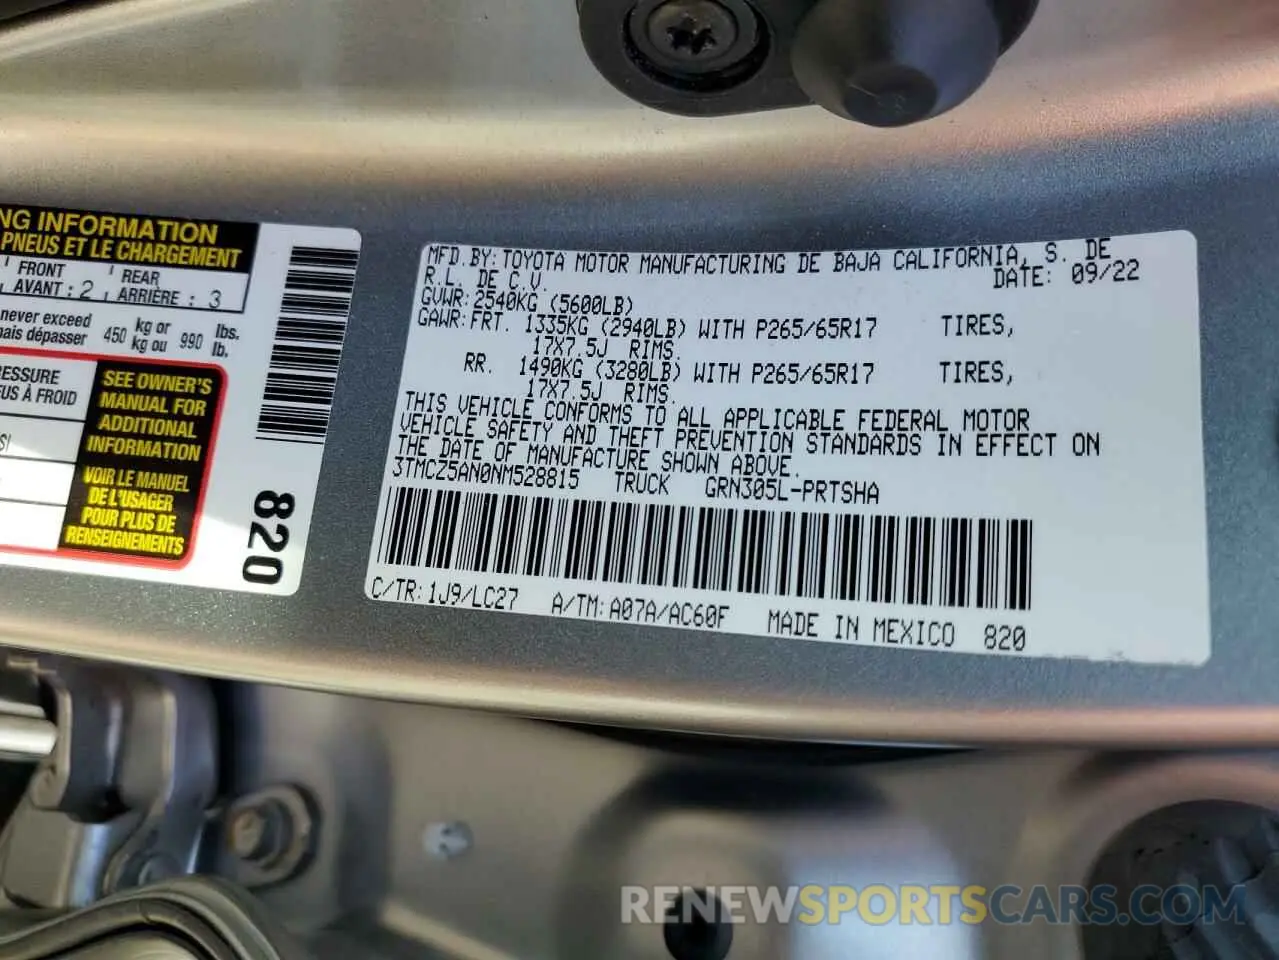 NG INFORMATION
PNEUS ET LE CHARGEMENT
FRONT
AVANT : 2
REAR
ARRIÈRE : 3
never exceed
mais dépasser
450 kg or
kg ou 990 lbs.
lb.
RESSURE
US À FROID
SEE OWNER'S
MANUAL FOR
ADDITIONAL
INFORMATION
VOIR LE MANUEL
DE L'USAGER
POUR PLUS DE
RENSEIGNEMENTS
820
MFD.BY:TOYOTA MOTOR MANUFACTURING DE BAJA CALIFORNIA, S. DE
R.L. DE C.V. DATE: 09/22
GVWR:2540KG (5600LB)
GAWR:FRT. 1335KG (2940LB) WITH P265/65R17 TIRES,
17X7.5J RIMS.
RR. 1490KG (3280LB) WITH P265/65R17 TIRES,
17X7.5J RIMS.
THIS VEHICLE CONFORMS TO ALL APPLICABLE FEDERAL MOTOR
VEHICLE SAFETY AND THEFT PREVENTION STANDARDS IN EFFECT ON
THE DATE OF MANUFACTURE SHOWN ABOVE.
3TMCZ5AN0NM528815 TRUCK GRN305L-PRTSHA
C/TR:1J9/LC27 A/TM:A07A/AC60F MADE IN MEXICO 820
RENEWSPORTSCARS.COM